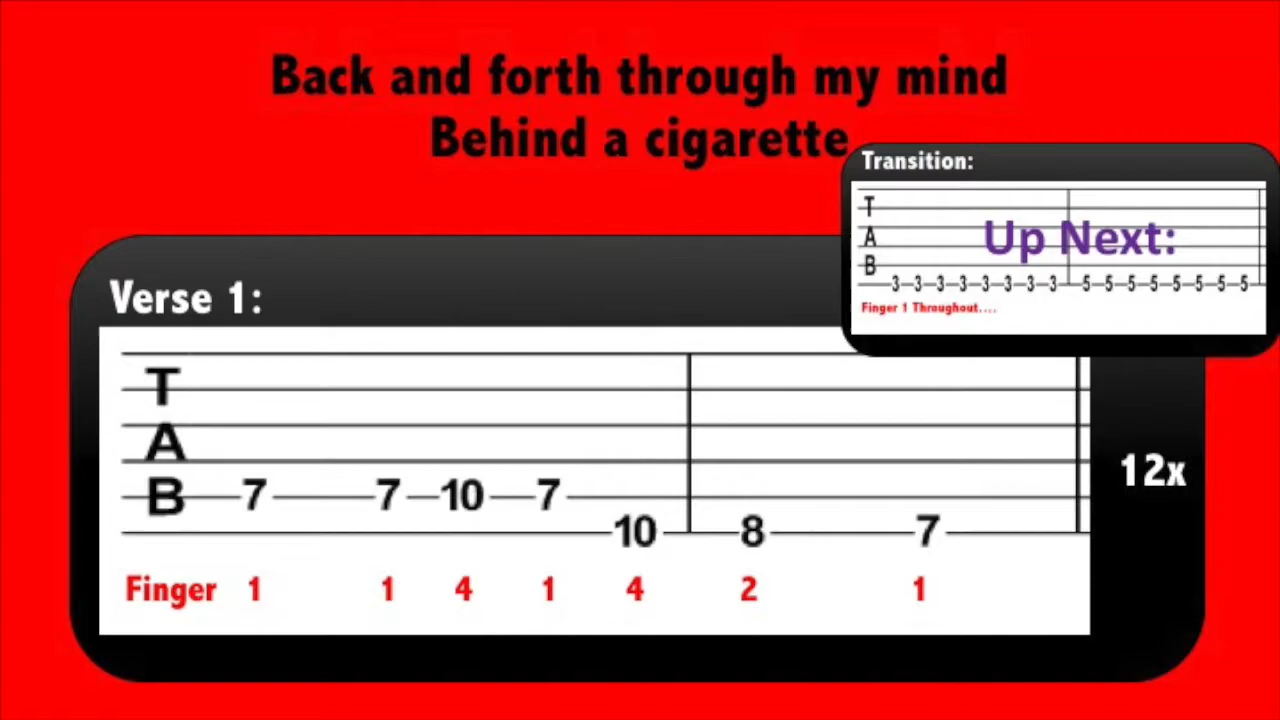 Back and forth through my mind
Behind a cigarette
Transition:
T
A
B
Up Next:
3 3 3 3 3 3 3 3 5 5 5 5 5 5 5 5
Finger 1 Throughout....
Verse 1:
T
A
B 7 7 10 7
10 8 7
12x
Finger 1 1 4 1 4 2 1